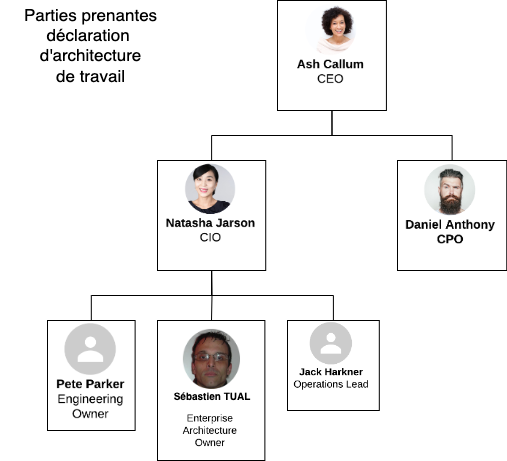 Parties prenantes
déclaration
d'architecture
de travail
Ash Callum
CEO
Natasha Jarson
CIO
Daniel Anthony
CPO
Pete Parker
Engineering
Owner
Sébastien TUAL
Enterprise
Architecture
Owner
Jack Harkner
Operations Lead